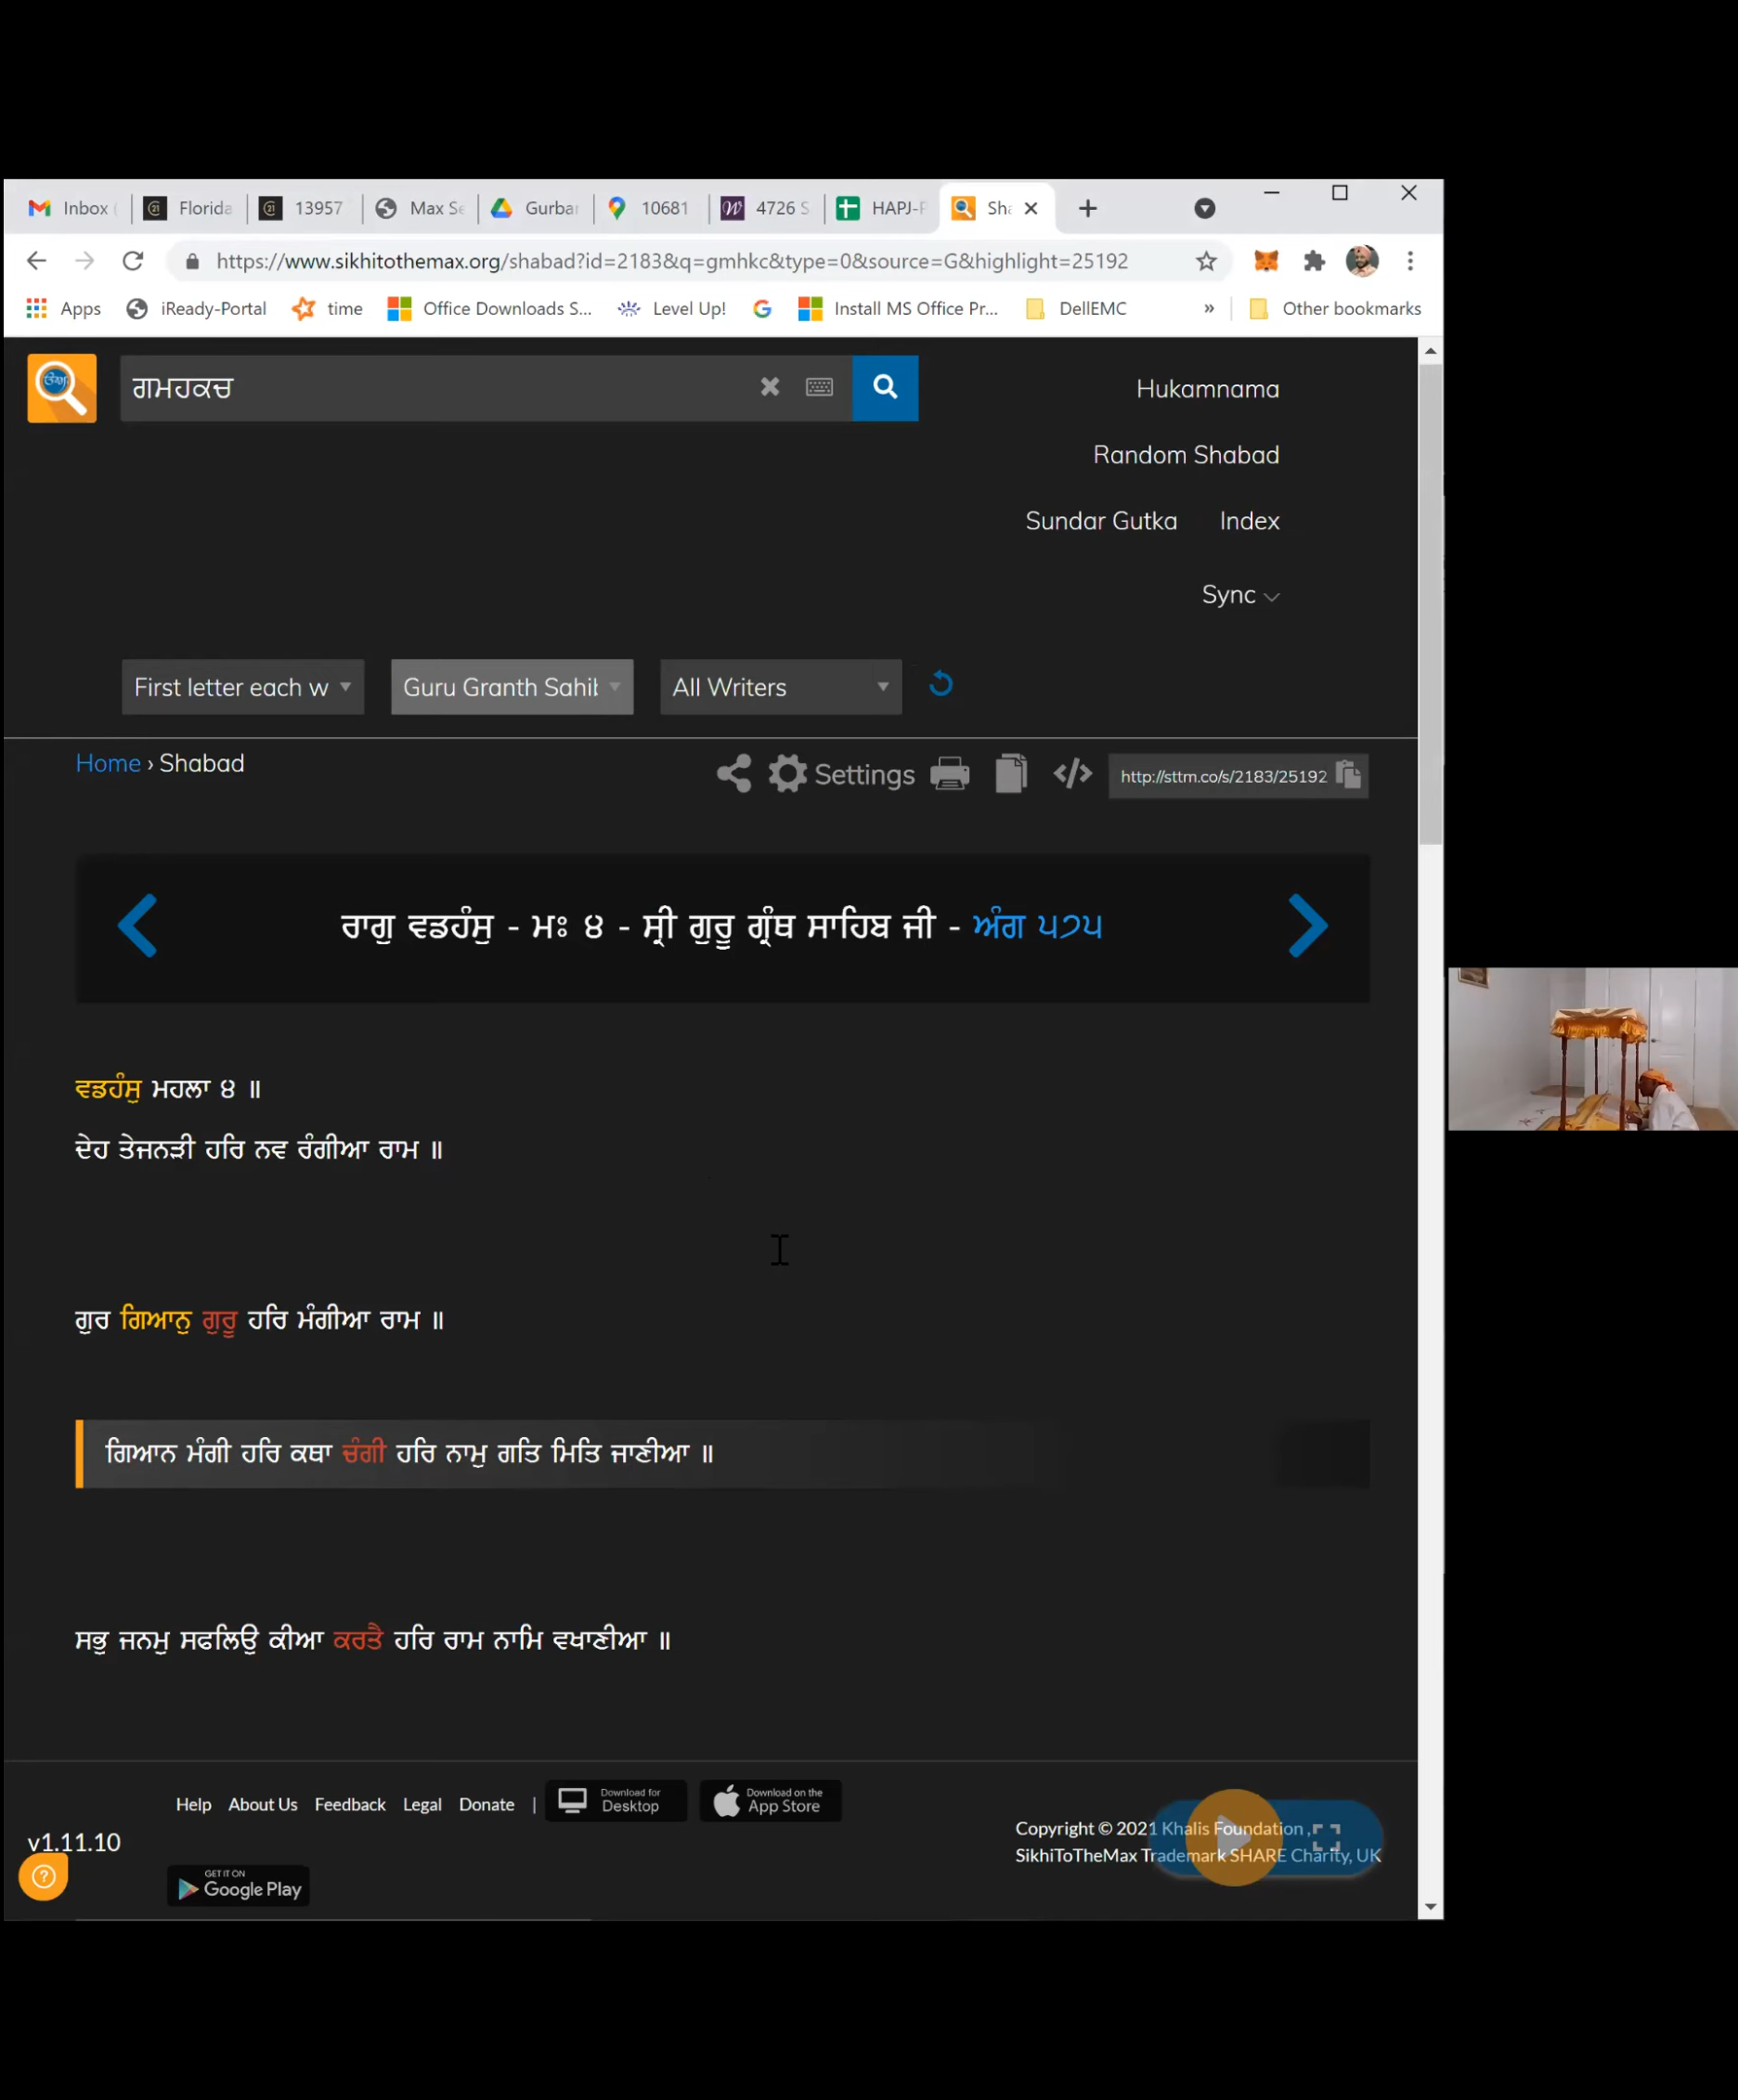 Inbox
Florida
13957
Max Se
Gurbar
10681
4726 S
HAPJ-P
Sha
https://www.sikhitothemax.org/shabad?id=2183&q=gmhkc&type=0&source=G&highlight=25192
Apps
iReady-Portal
time
Office Downloads S...
Level Up!
Install MS Office Pr...
DellEMC
»
Other bookmarks
ਗਮਹਕਚ
Hukamnama
Random Shabad
Sundar Gutka Index
Sync
First letter each w
Guru Granth Sahib
All Writers
Home › Shabad
Settings
http://sttm.co/s/2183/25192
ਰਾਗੁ ਵਡਹੰਸੁ - ਮਃ ੪ - ਸ੍ਰੀ ਗੁਰੂ ਗ੍ਰੰਥ ਸਾਹਿਬ ਜੀ - ਅੰਗ ੫੭੫
ਵਡਹੰਸੁ ਮਹਲਾ ੪ ॥
ਦੇਹ ਤੇਜਨੜੀ ਹਰਿ ਨਵ ਰੰਗੀਆ ਰਾਮ ॥
ਗੁਰ ਗਿਆਨੁ ਗੁਰੂ ਹਰਿ ਮੰਗੀਆ ਰਾਮ ॥
ਗਿਆਨ ਮੰਗੀ ਹਰਿ ਕਥਾ ਚੰਗੀ ਹਰਿ ਨਾਮੁ ਗਤਿ ਮਿਤਿ ਜਾਣੀਆ ॥
ਸਭੁ ਜਨਮੁ ਸਫਲਿਉ ਕੀਆ ਕਰਤੈ ਹਰਿ ਰਾਮ ਨਾਮਿ ਵਖਾਣੀਆ ॥
Help About Us Feedback Legal Donate |
Download for Desktop
Download on the App Store
v1.11.10
GET IT ON Google Play
Copyright © 2021 Khalis Foundation ,
SikhiToTheMax Trademark SHARE Charity, UK